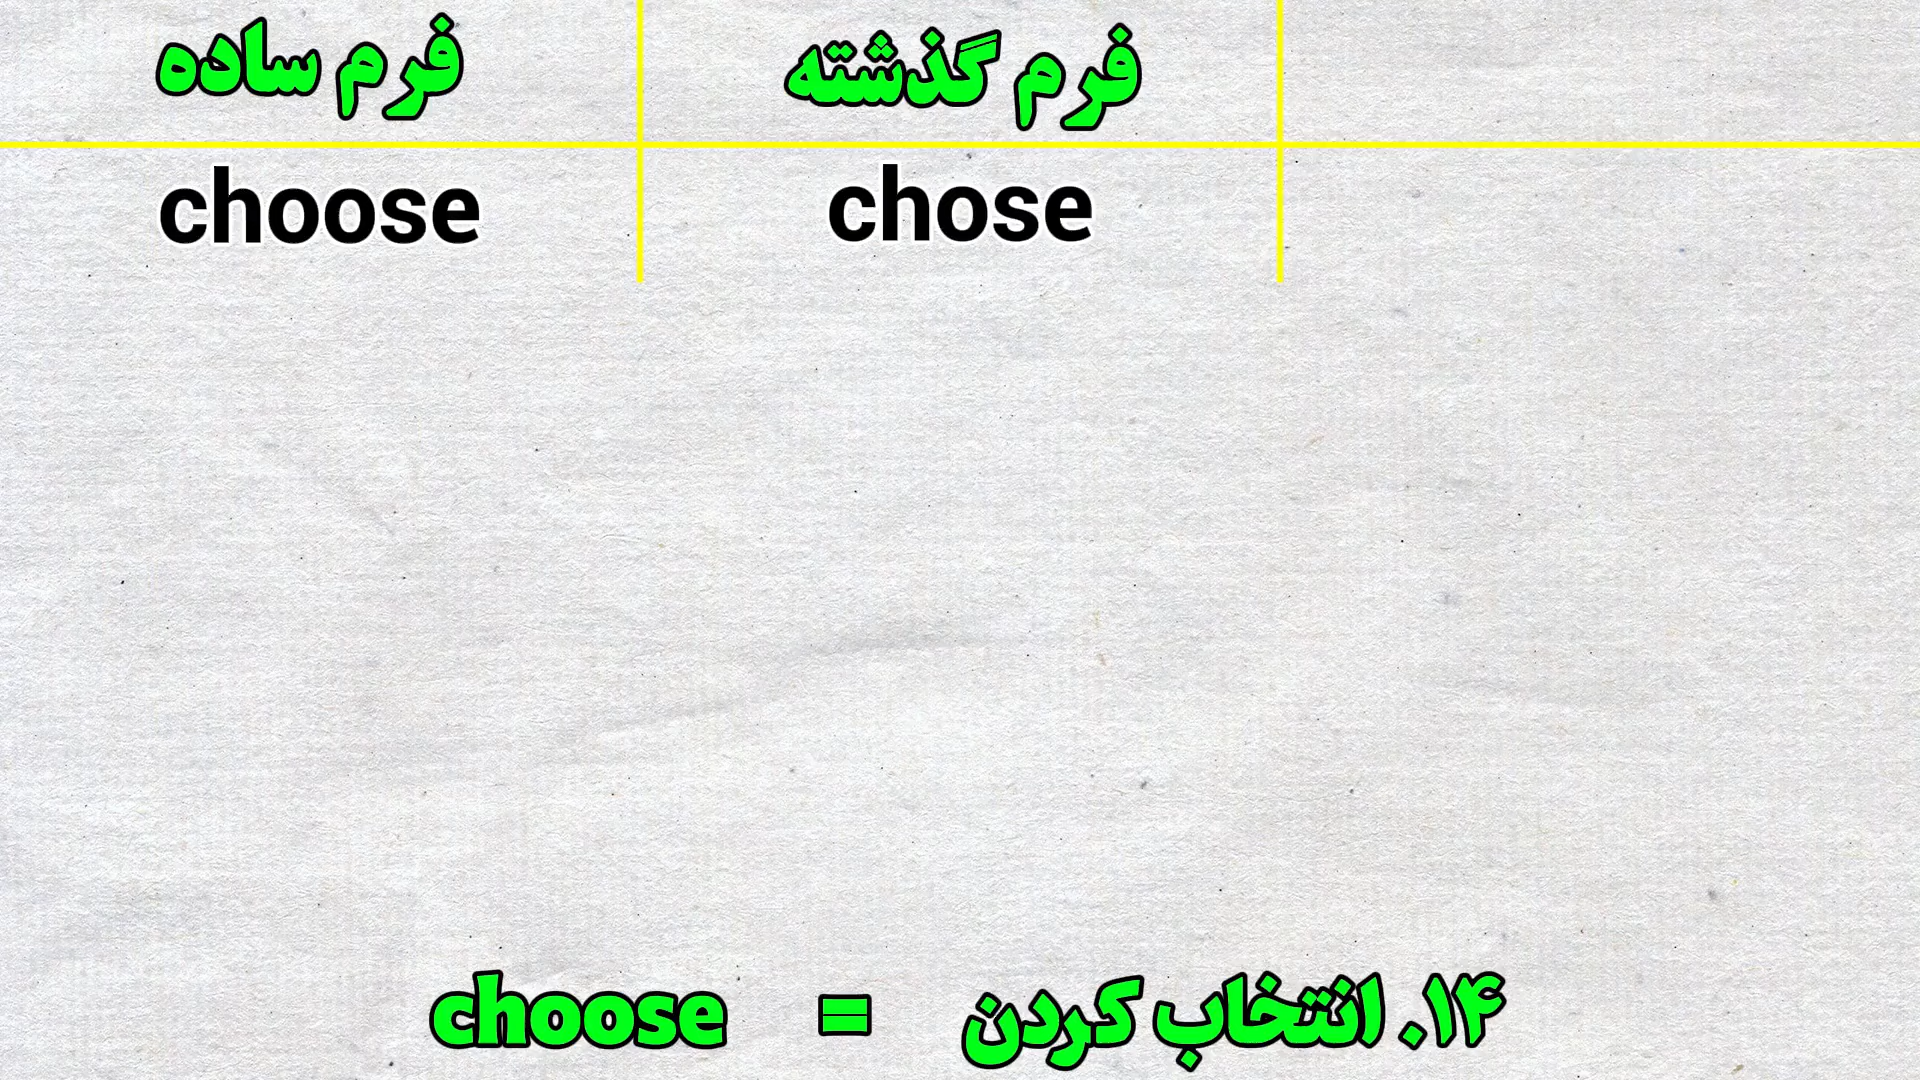 فرم ساده
فرم گذشته
choose
chose
۱۴. انتخاب کردن = choose